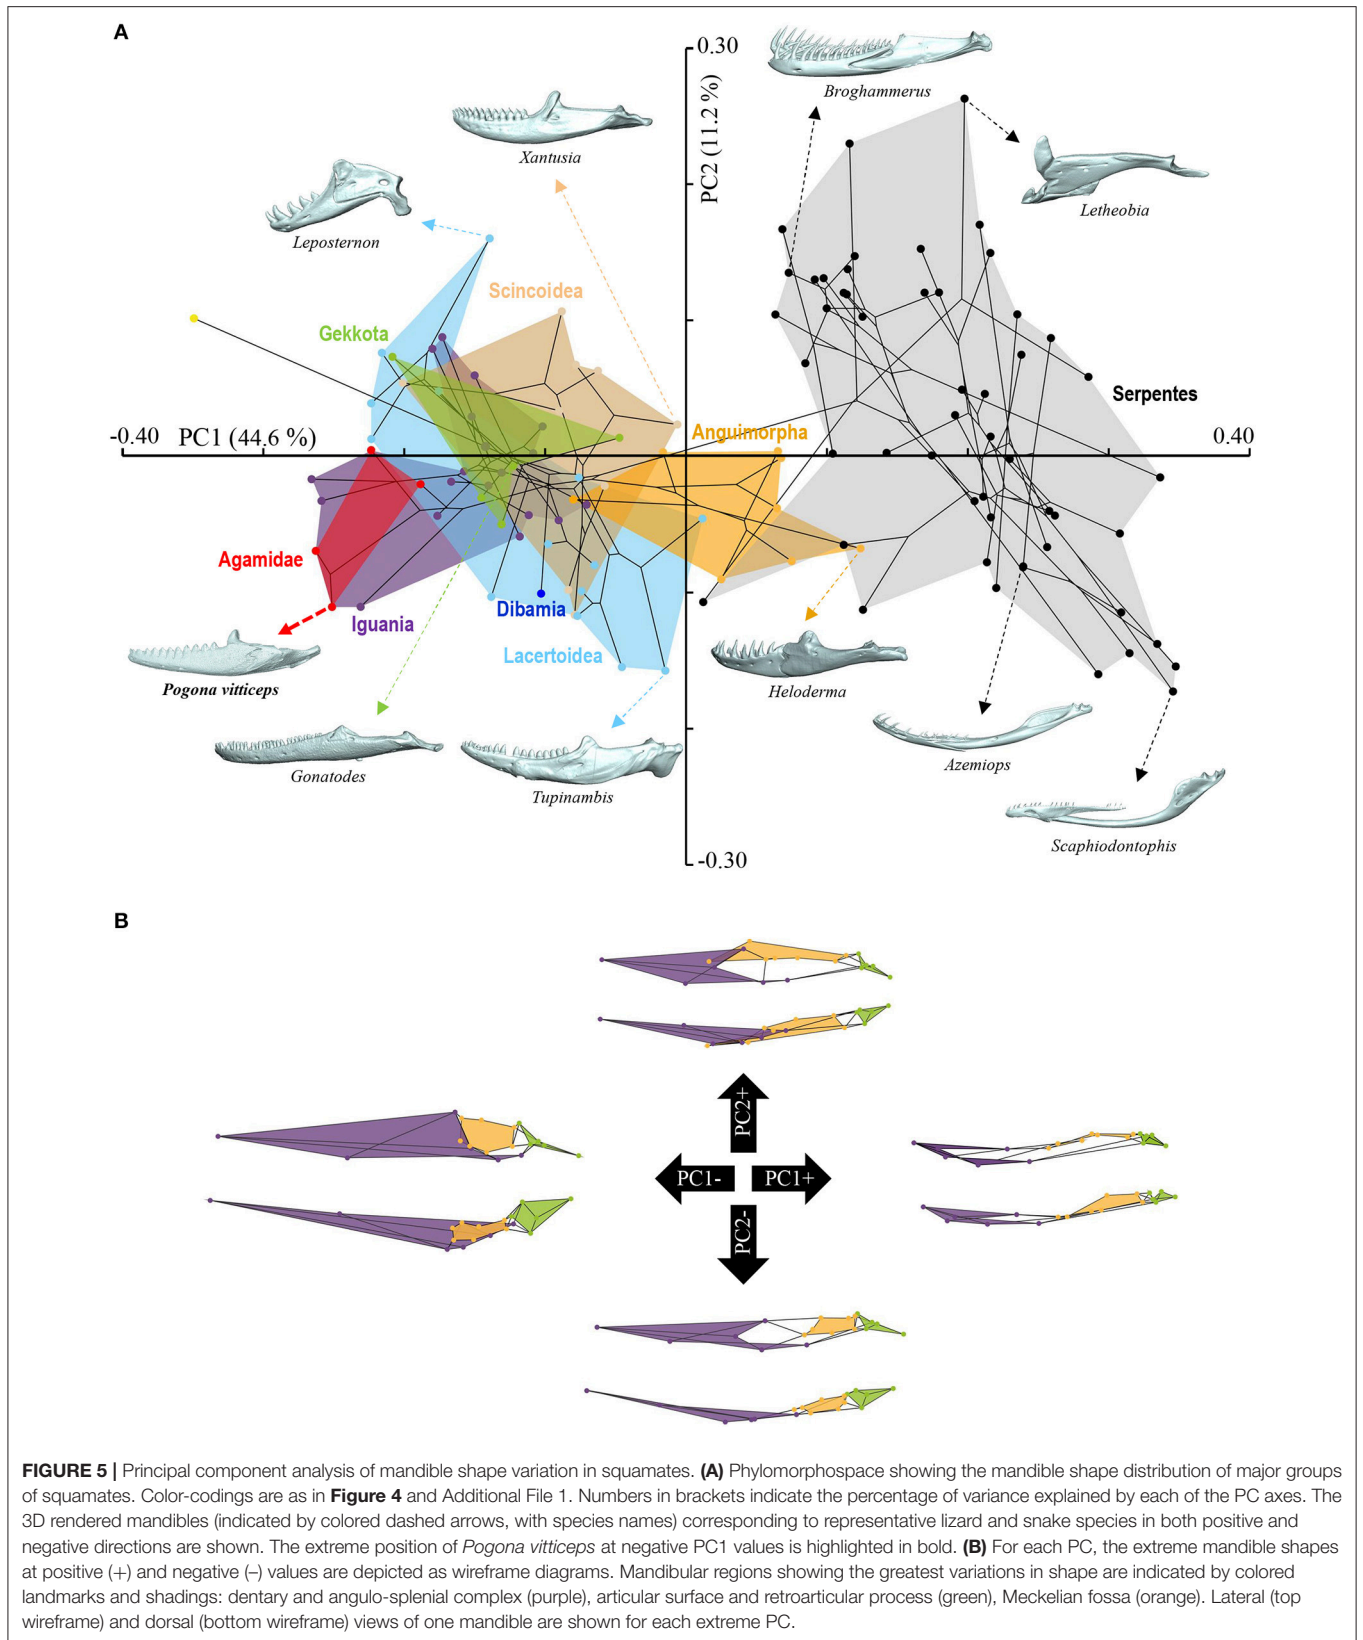 A
0.30
PC2 (11.2 %)
Broghammerus
Xantusia
Letheobia
Leposternon
Scincoidea
Gekkota
Serpentes
-0.40
PC1 (44.6 %)
Anguimorpha
0.40
Agamidae
Dibamia
Iguania
Lacertoidea
Pogona vitticeps
Heloderma
Gonatodes
Tupinambis
Azemiops
Scaphiodontophis
-0.30
B
PC2+
PC1-
PC1+
PC2-
FIGURE 5 | Principal component analysis of mandible shape variation in squamates. (A) Phylomorphospace showing the mandible shape distribution of major groups
of squamates. Color-codings are as in Figure 4 and Additional File 1. Numbers in brackets indicate the percentage of variance explained by each of the PC axes. The
3D rendered mandibles (indicated by colored dashed arrows, with species names) corresponding to representative lizard and snake species in both positive and
negative directions are shown. The extreme position of Pogona vitticeps at negative PC1 values is highlighted in bold. (B) For each PC, the extreme mandible shapes
at positive (+) and negative (–) values are depicted as wireframe diagrams. Mandibular regions showing the greatest variations in shape are indicated by colored
landmarks and shadings: dentary and angulo-splenial complex (purple), articular surface and retroarticular process (green), Meckelian fossa (orange). Lateral (top
wireframe) and dorsal (bottom wireframe) views of one mandible are shown for each extreme PC.